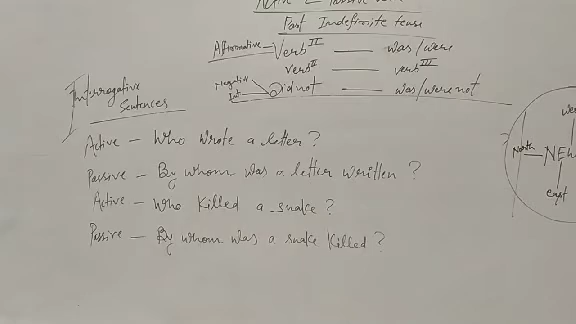 Past Indefinite tense
Affirmative - Verb II — was/were
verb II — verb III
Negative
Int. Did not — was/were not
Interrogative
Sentences
Active - Who wrote a letter ?
Passive - By whom was a letter written ?
Active - Who Killed a snake ?
Passive - By whom was a snake Killed ?
North - NEW
east